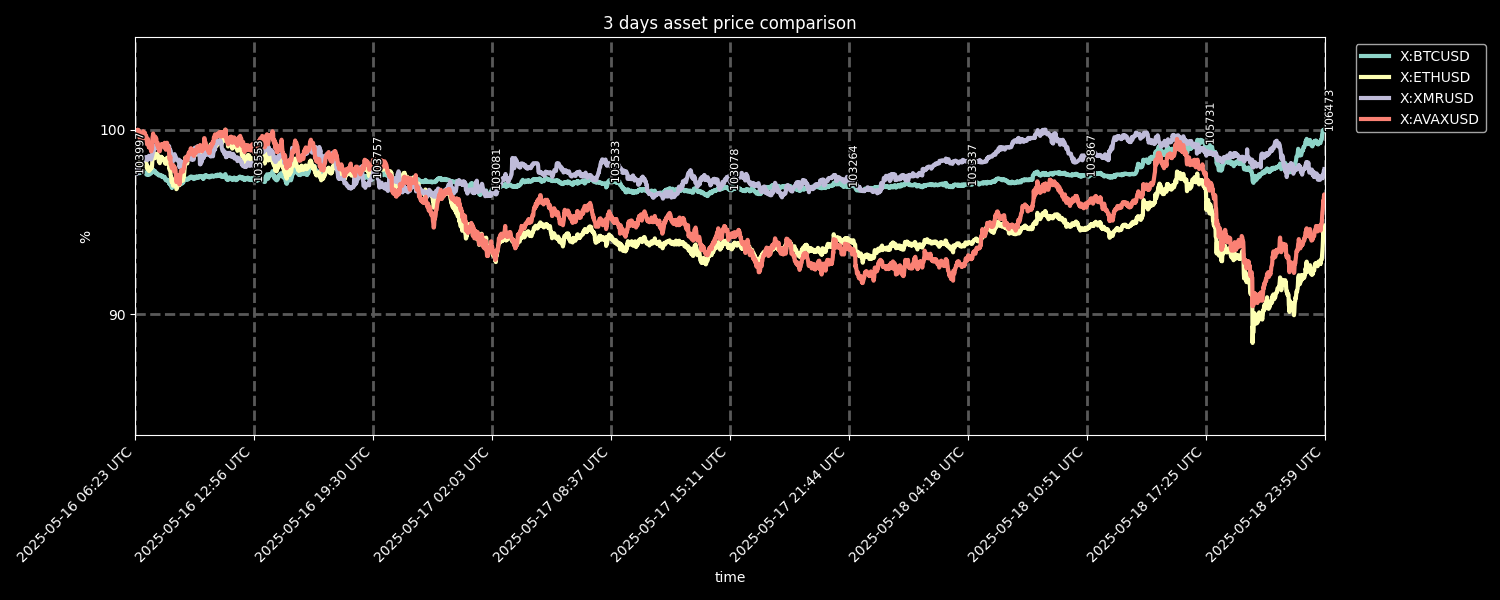 3 days asset price comparison
X:BTCUSD
X:ETHUSD
X:XMRUSD
X:AVAXUSD
100
90
%
103997
103553
103757
103081
103533
103078
103264
103337
103867
105731
106473
2025-05-16 06:23 UTC
2025-05-16 12:56 UTC
2025-05-16 19:30 UTC
2025-05-17 02:03 UTC
2025-05-17 08:37 UTC
2025-05-17 15:11 UTC
2025-05-17 21:44 UTC
2025-05-18 04:18 UTC
2025-05-18 10:51 UTC
2025-05-18 17:25 UTC
2025-05-18 23:59 UTC
time